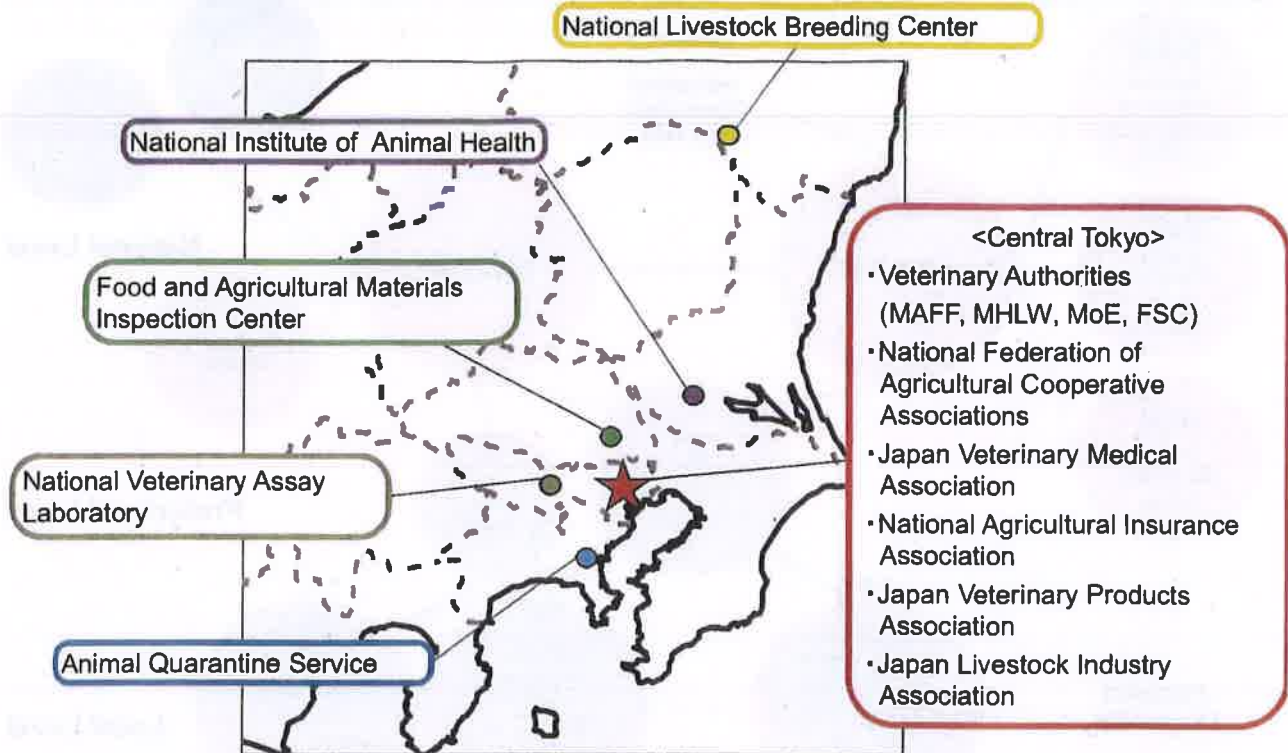 National Livestock Breeding Center
National Institute of Animal Health
Food and Agricultural Materials
Inspection Center
National Veterinary Assay
Laboratory
Animal Quarantine Service
<Central Tokyo>
・Veterinary Authorities
(MAFF, MHLW, MoE, FSC)
・National Federation of
Agricultural Cooperative
Associations
・Japan Veterinary Medical
Association
・National Agricultural Insurance
Association
・Japan Veterinary Products
Association
・Japan Livestock Industry
Association